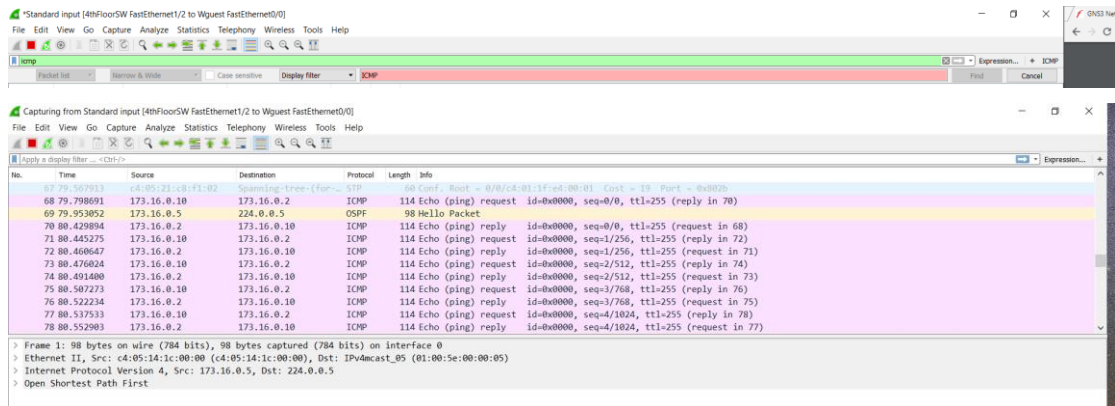 *Standard input [4thFloorSW FastEthernet1/2 to Wguest FastEthernet0/0]
GNS3 Net
File Edit View Go Capture Analyze Statistics Telephony Wireless Tools Help
icmp
Expression... + ICMP
Packet list Narrow & Wide Case sensitive Display filter ICMP Find Cancel
Capturing from Standard input [4thFloorSW FastEthernet1/2 to Wguest FastEthernet0/0]
File Edit View Go Capture Analyze Statistics Telephony Wireless Tools Help
Apply a display filter ... <Ctrl-/> Expression... +
No. Time Source Destination Protocol Length Info
67 79.567913 c4:05:21:c8:f1:02 Spanning-tree-(for-… STP 60 Conf. Root = 0/0/c4:01:1f:e4:00:01 Cost = 19 Port = 0x802b
68 79.798691 173.16.0.10 173.16.0.2 ICMP 114 Echo (ping) request id=0x0000, seq=0/0, ttl=255 (reply in 70)
69 79.953052 173.16.0.5 224.0.0.5 OSPF 98 Hello Packet
70 80.429894 173.16.0.2 173.16.0.10 ICMP 114 Echo (ping) reply id=0x0000, seq=0/0, ttl=255 (request in 68)
71 80.445275 173.16.0.10 173.16.0.2 ICMP 114 Echo (ping) request id=0x0000, seq=1/256, ttl=255 (reply in 72)
72 80.460647 173.16.0.2 173.16.0.10 ICMP 114 Echo (ping) reply id=0x0000, seq=1/256, ttl=255 (request in 71)
73 80.476024 173.16.0.10 173.16.0.2 ICMP 114 Echo (ping) request id=0x0000, seq=2/512, ttl=255 (reply in 74)
74 80.491400 173.16.0.2 173.16.0.10 ICMP 114 Echo (ping) reply id=0x0000, seq=2/512, ttl=255 (request in 73)
75 80.507273 173.16.0.10 173.16.0.2 ICMP 114 Echo (ping) request id=0x0000, seq=3/768, ttl=255 (reply in 76)
76 80.522234 173.16.0.2 173.16.0.10 ICMP 114 Echo (ping) reply id=0x0000, seq=3/768, ttl=255 (request in 75)
77 80.537533 173.16.0.10 173.16.0.2 ICMP 114 Echo (ping) request id=0x0000, seq=4/1024, ttl=255 (reply in 78)
78 80.552903 173.16.0.2 173.16.0.10 ICMP 114 Echo (ping) reply id=0x0000, seq=4/1024, ttl=255 (request in 77)
> Frame 1: 98 bytes on wire (784 bits), 98 bytes captured (784 bits) on interface 0
> Ethernet II, Src: c4:05:14:1c:00:00 (c4:05:14:1c:00:00), Dst: IPv4mcast_05 (01:00:5e:00:00:05)
> Internet Protocol Version 4, Src: 173.16.0.5, Dst: 224.0.0.5
> Open Shortest Path First